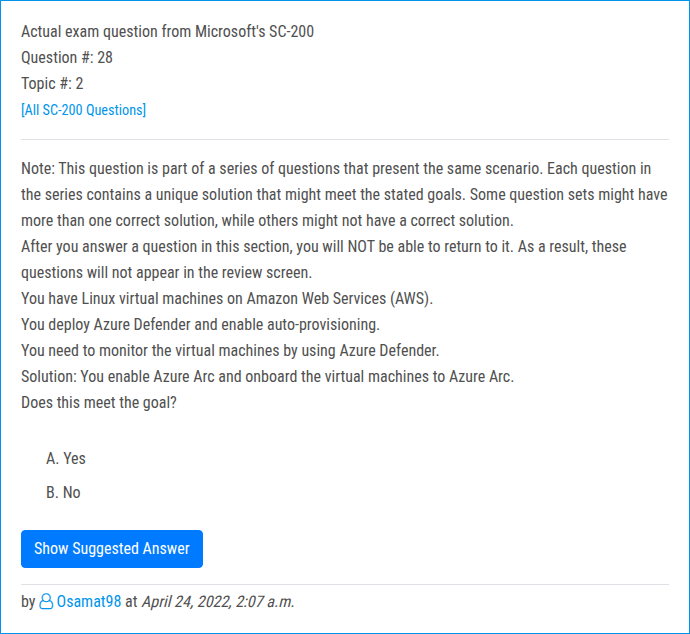 Actual exam question from Microsoft's SC-200
Question #: 28
Topic #: 2
[All SC-200 Questions]
Note: This question is part of a series of questions that present the same scenario. Each question in
the series contains a unique solution that might meet the stated goals. Some question sets might have
more than one correct solution, while others might not have a correct solution.
After you answer a question in this section, you will NOT be able to return to it. As a result, these
questions will not appear in the review screen.
You have Linux virtual machines on Amazon Web Services (AWS).
You deploy Azure Defender and enable auto-provisioning.
You need to monitor the virtual machines by using Azure Defender.
Solution: You enable Azure Arc and onboard the virtual machines to Azure Arc.
Does this meet the goal?
A. Yes
B. No
Show Suggested Answer
by Osamat98 at April 24, 2022, 2:07 a.m.